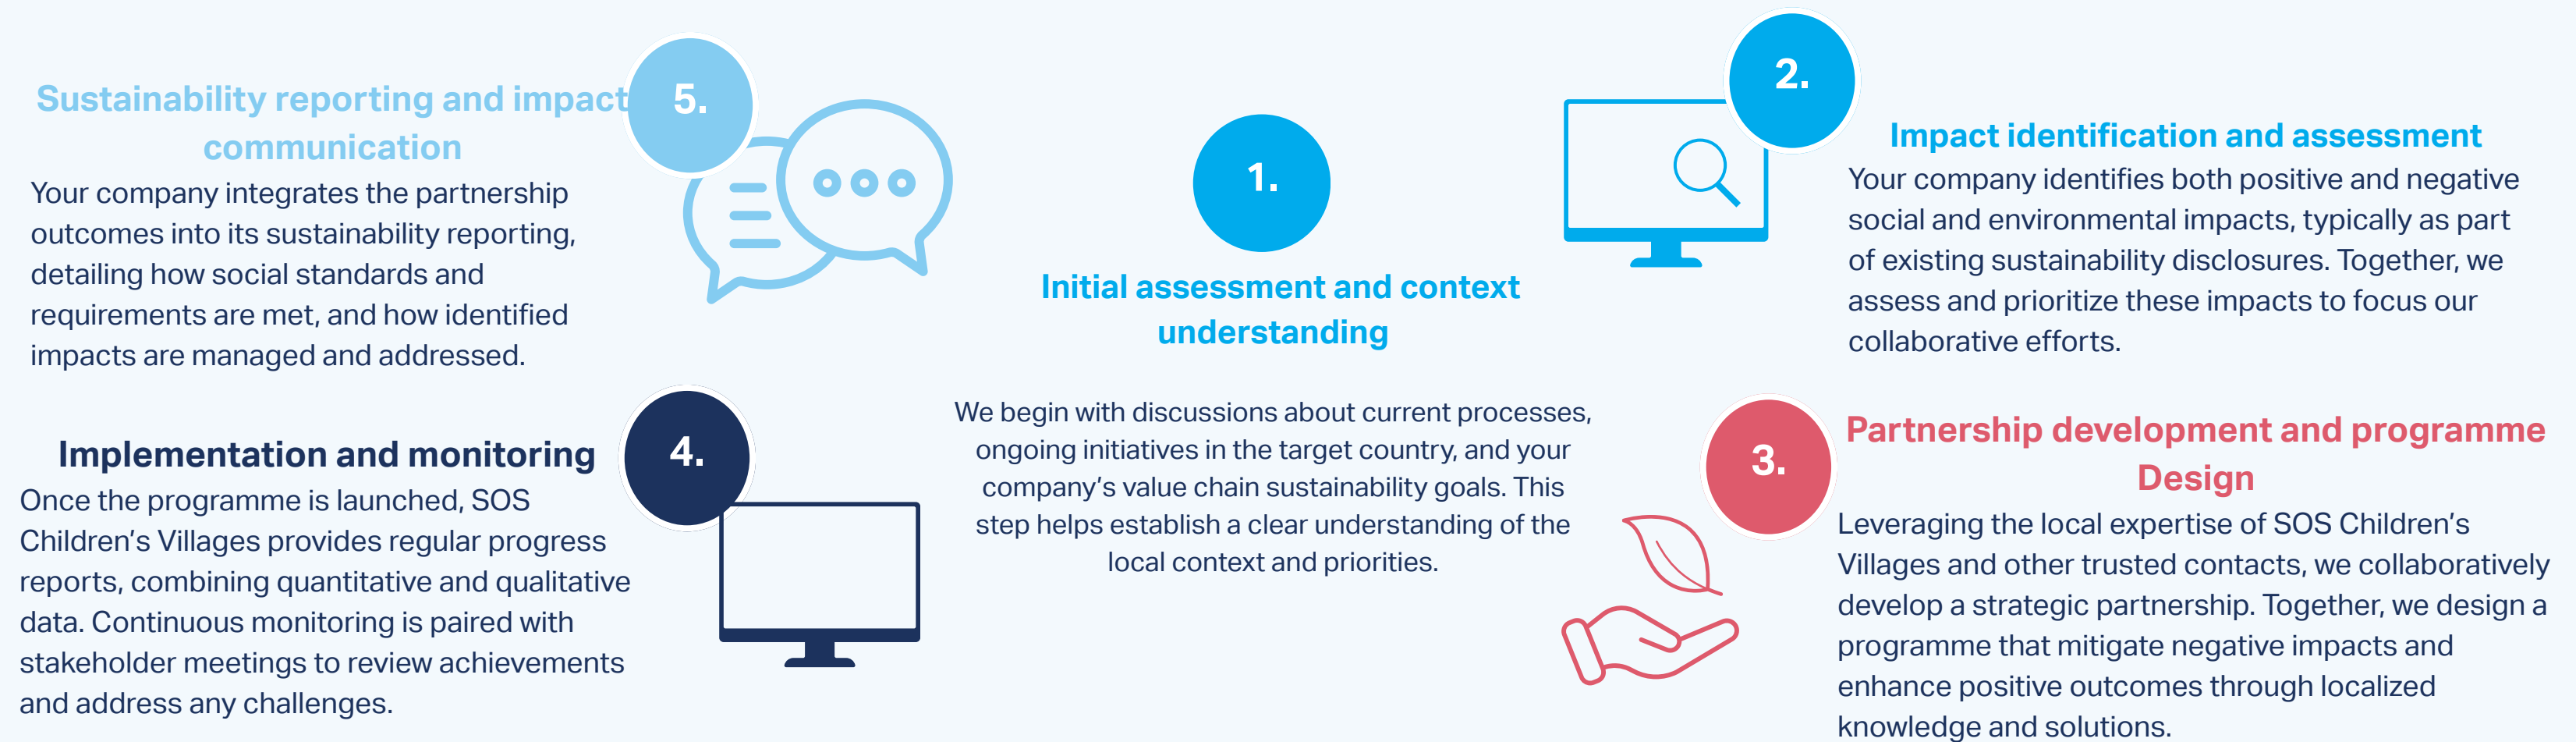 1.
Initial assessment and context
understanding
We begin with discussions about current processes,
ongoing initiatives in the target country, and your
company's value chain sustainability goals. This
step helps establish a clear understanding of the
local context and priorities.
2.
Impact identification and assessment
Your company identifies both positive and negative
social and environmental impacts, typically as part
of existing sustainability disclosures. Together, we
assess and prioritize these impacts to focus our
collaborative efforts.
3.
Partnership development and programme
Design
Leveraging the local expertise of SOS Children's
Villages and other trusted contacts, we collaboratively
develop a strategic partnership. Together, we design a
programme that mitigate negative impacts and
enhance positive outcomes through localized
knowledge and solutions.
4.
Implementation and monitoring
Once the programme is launched, SOS
Children's Villages provides regular progress
reports, combining quantitative and qualitative
data. Continuous monitoring is paired with
stakeholder meetings to review achievements
and address any challenges.
5.
Sustainability reporting and impact
communication
Your company integrates the partnership
outcomes into its sustainability reporting,
detailing how social standards and
requirements are met, and how identified
impacts are managed and addressed.